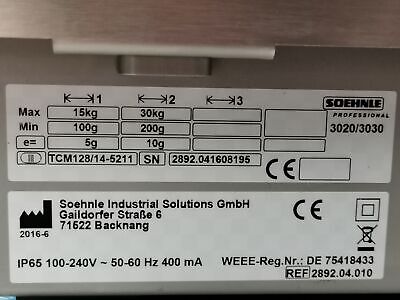 1 2 3 SOEHNLE
Max 15kg 30kg PROFESSIONAL
Min 100g 200g 3020/3030
e= 5g 10g
III TCM128/14-5211 SN 2892.041608195 CE
Soehnle Industrial Solutions GmbH
Gaildorfer Straße 6
71522 Backnang
2016-6
CE
IP65 100-240V ~ 50-60 Hz 400 mA WEEE-Reg.Nr.: DE 75418433
REF 2892.04.010